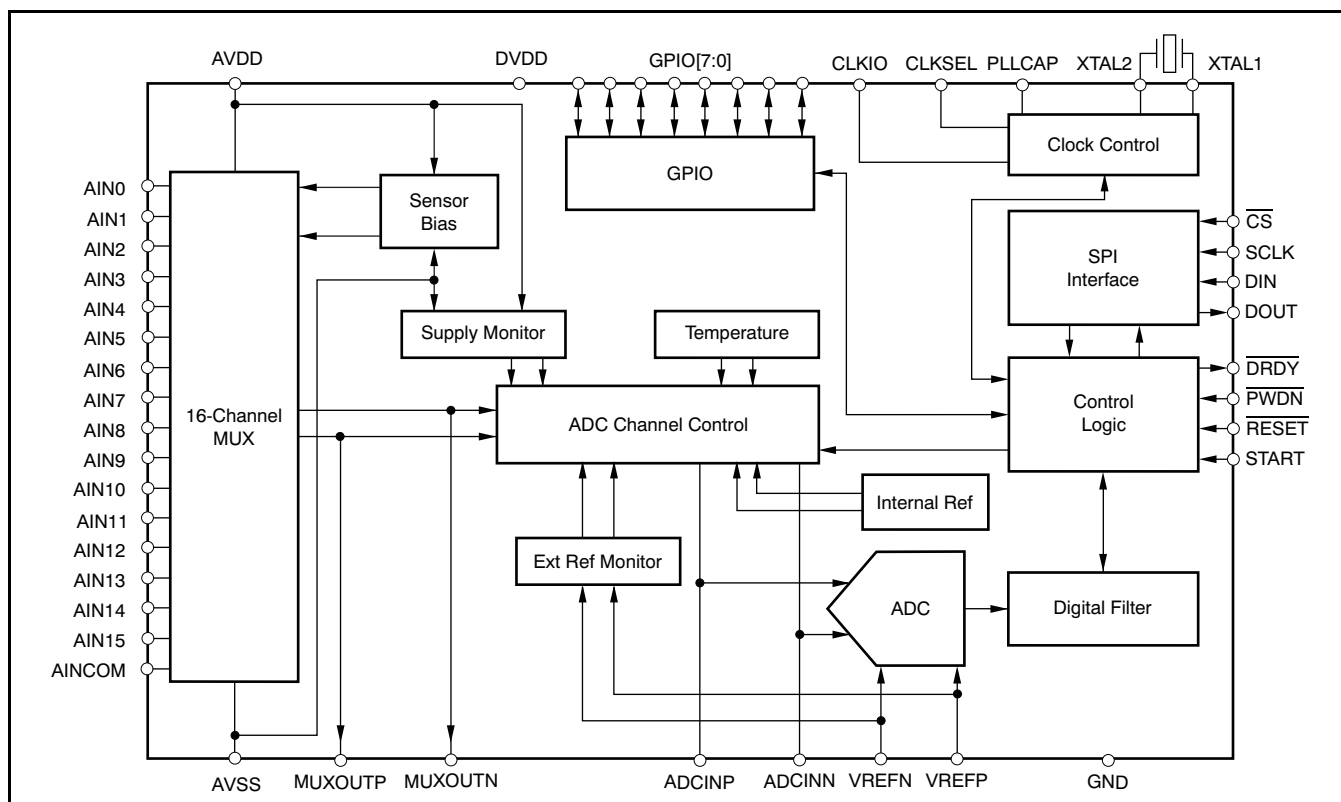 AVDD
DVDD
GPIO[7:0]
CLKIO
CLKSEL
PLLCAP
XTAL2
XTAL1
Clock Control
GPIO
AIN0
AIN1
AIN2
AIN3
AIN4
AIN5
AIN6
AIN7
AIN8
AIN9
AIN10
AIN11
AIN12
AIN13
AIN14
AIN15
AINCOM
16-Channel
MUX
Sensor
Bias
Supply Monitor
Temperature
ADC Channel Control
SPI
Interface
CS
SCLK
DIN
DOUT
Control
Logic
DRDY
PWDN
RESET
START
Internal Ref
Ext Ref Monitor
ADC
Digital Filter
AVSS
MUXOUTP
MUXOUTN
ADCINP
ADCINN
VREFN
VREFP
GND